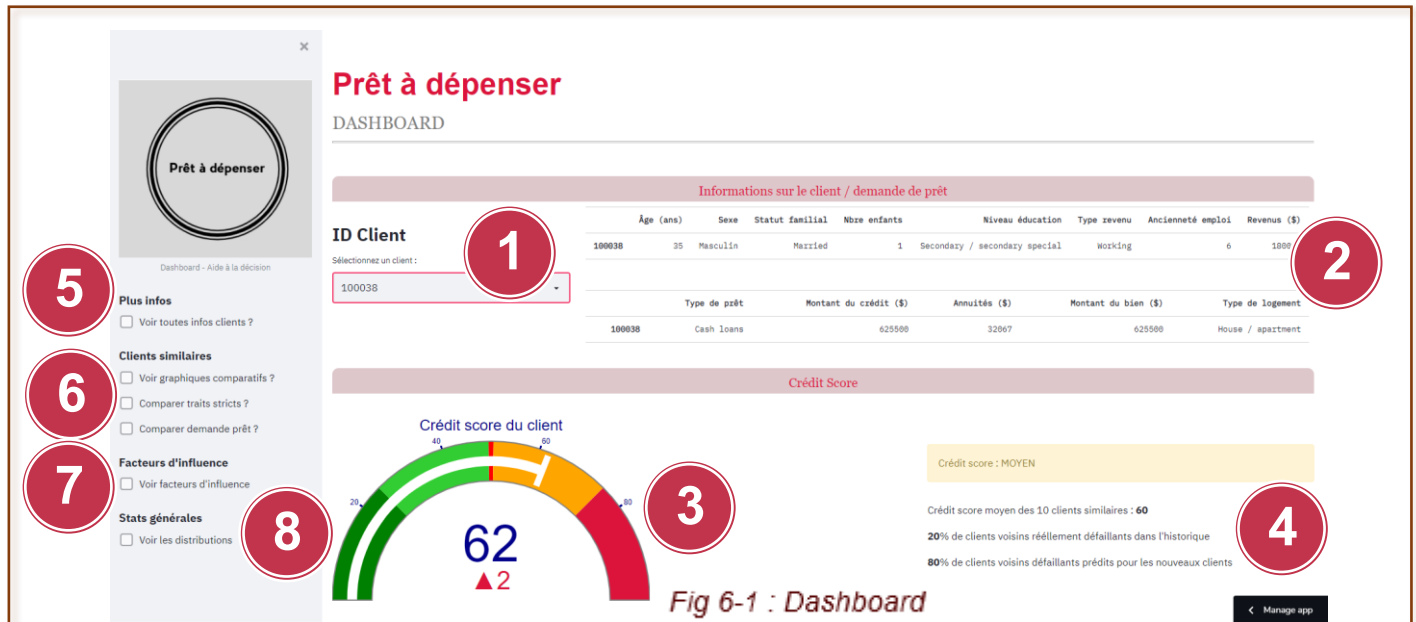 ×
Prêt à dépenser
DASHBOARD
Prêt à dépenser
Dashboard - Aide à la décision
5
Plus infos
Voir toutes infos clients ?
Clients similaires
6
Voir graphiques comparatifs ?
Comparer traits stricts ?
Comparer demande prêt ?
7
Facteurs d'influence
Voir facteurs d'influence
Stats générales
8
Voir les distributions
Informations sur le client / demande de prêt
ID Client
1
Sélectionnez un client :
100038
Âge (ans) Sexe Statut familial Nbre enfants Niveau éducation Type revenu Ancienneté emploi Revenus ($)
100038 35 Masculin Married 1 Secondary / secondary special Working 6
2
Type de prêt Montant du crédit ($) Annuités ($) Montant du bien ($) Type de logement
100038 Cash loans 625500 32067 625500 House / apartment
Crédit Score
Crédit score du client
20 40 60 80
62
▲2
3
Crédit score : MOYEN
Crédit score moyen des 10 clients similaires : 60
20% de clients voisins réellement défaillants dans l'historique
80% de clients voisins défaillants prédits pour les nouveaux clients
4
Fig 6-1 : Dashboard
< Manage app